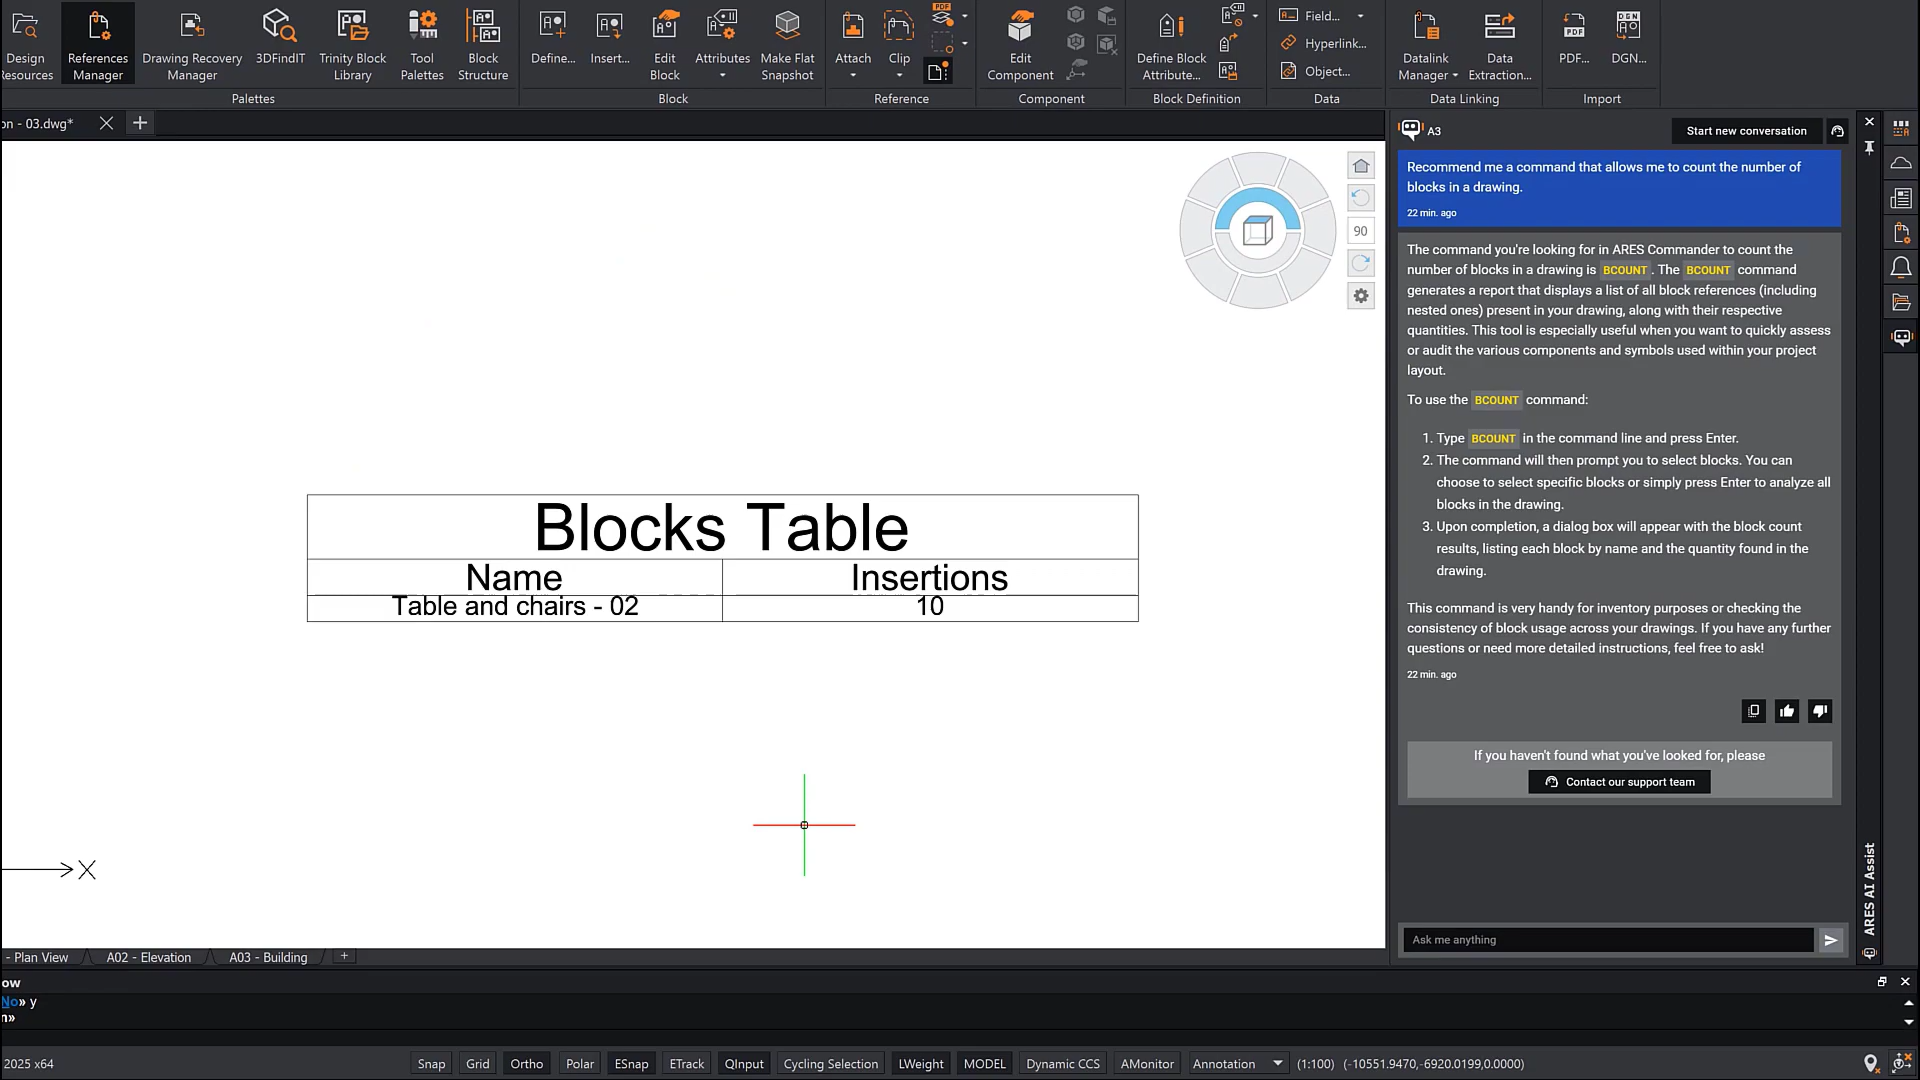 Design
Resources
References
Manager
Drawing Recovery
Manager
3DFindIT
Trinity Block
Library
Tool
Palettes
Block
Structure
Palettes
Define...
Insert...
Edit
Block
Attributes
Make Flat
Snapshot
Block
Attach
Clip
PDF
Reference
Edit
Component
Component
Define Block
Attribute...
Block Definition
Field...
Hyperlink...
Object...
Data
Datalink
Manager
Data
Extraction...
Data Linking
PDF
PDF...
DGN
DGN...
Import
on - 03.dwg*
90
Blocks Table
Name
Insertions
Table and chairs - 02
10
X
A3
Start new conversation
Recommend me a command that allows me to count the number of
blocks in a drawing.
22 min. ago
The command you're looking for in ARES Commander to count the
number of blocks in a drawing is BCOUNT . The BCOUNT command
generates a report that displays a list of all block references (including
nested ones) present in your drawing, along with their respective
quantities. This tool is especially useful when you want to quickly assess
or audit the various components and symbols used within your project
layout.
To use the BCOUNT command:
1. Type BCOUNT in the command line and press Enter.
2. The command will then prompt you to select blocks. You can
choose to select specific blocks or simply press Enter to analyze all
blocks in the drawing.
3. Upon completion, a dialog box will appear with the block count
results, listing each block by name and the quantity found in the
drawing.
This command is very handy for inventory purposes or checking the
consistency of block usage across your drawings. If you have any further
questions or need more detailed instructions, feel free to ask!
22 min. ago
If you haven't found what you've looked for, please
Contact our support team
Ask me anything
ARES AI Assist
- Plan View
A02 - Elevation
A03 - Building
+
ow
No» y
n»
2025 x64
Snap
Grid
Ortho
Polar
ESnap
ETrack
QInput
Cycling Selection
LWeight
MODEL
Dynamic CCS
AMonitor
Annotation
(1:100)
(-10551.9470,-6920.0199,0.0000)